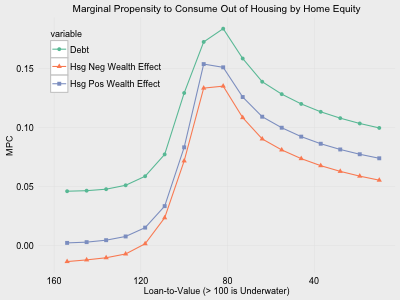 Marginal Propensity to Consume Out of Housing by Home Equity
variable
Debt
Hsg Neg Wealth Effect
Hsg Pos Wealth Effect
MPC
0.15
0.10
0.05
0.00
160 120 80 40
Loan-to-Value (> 100 is Underwater)